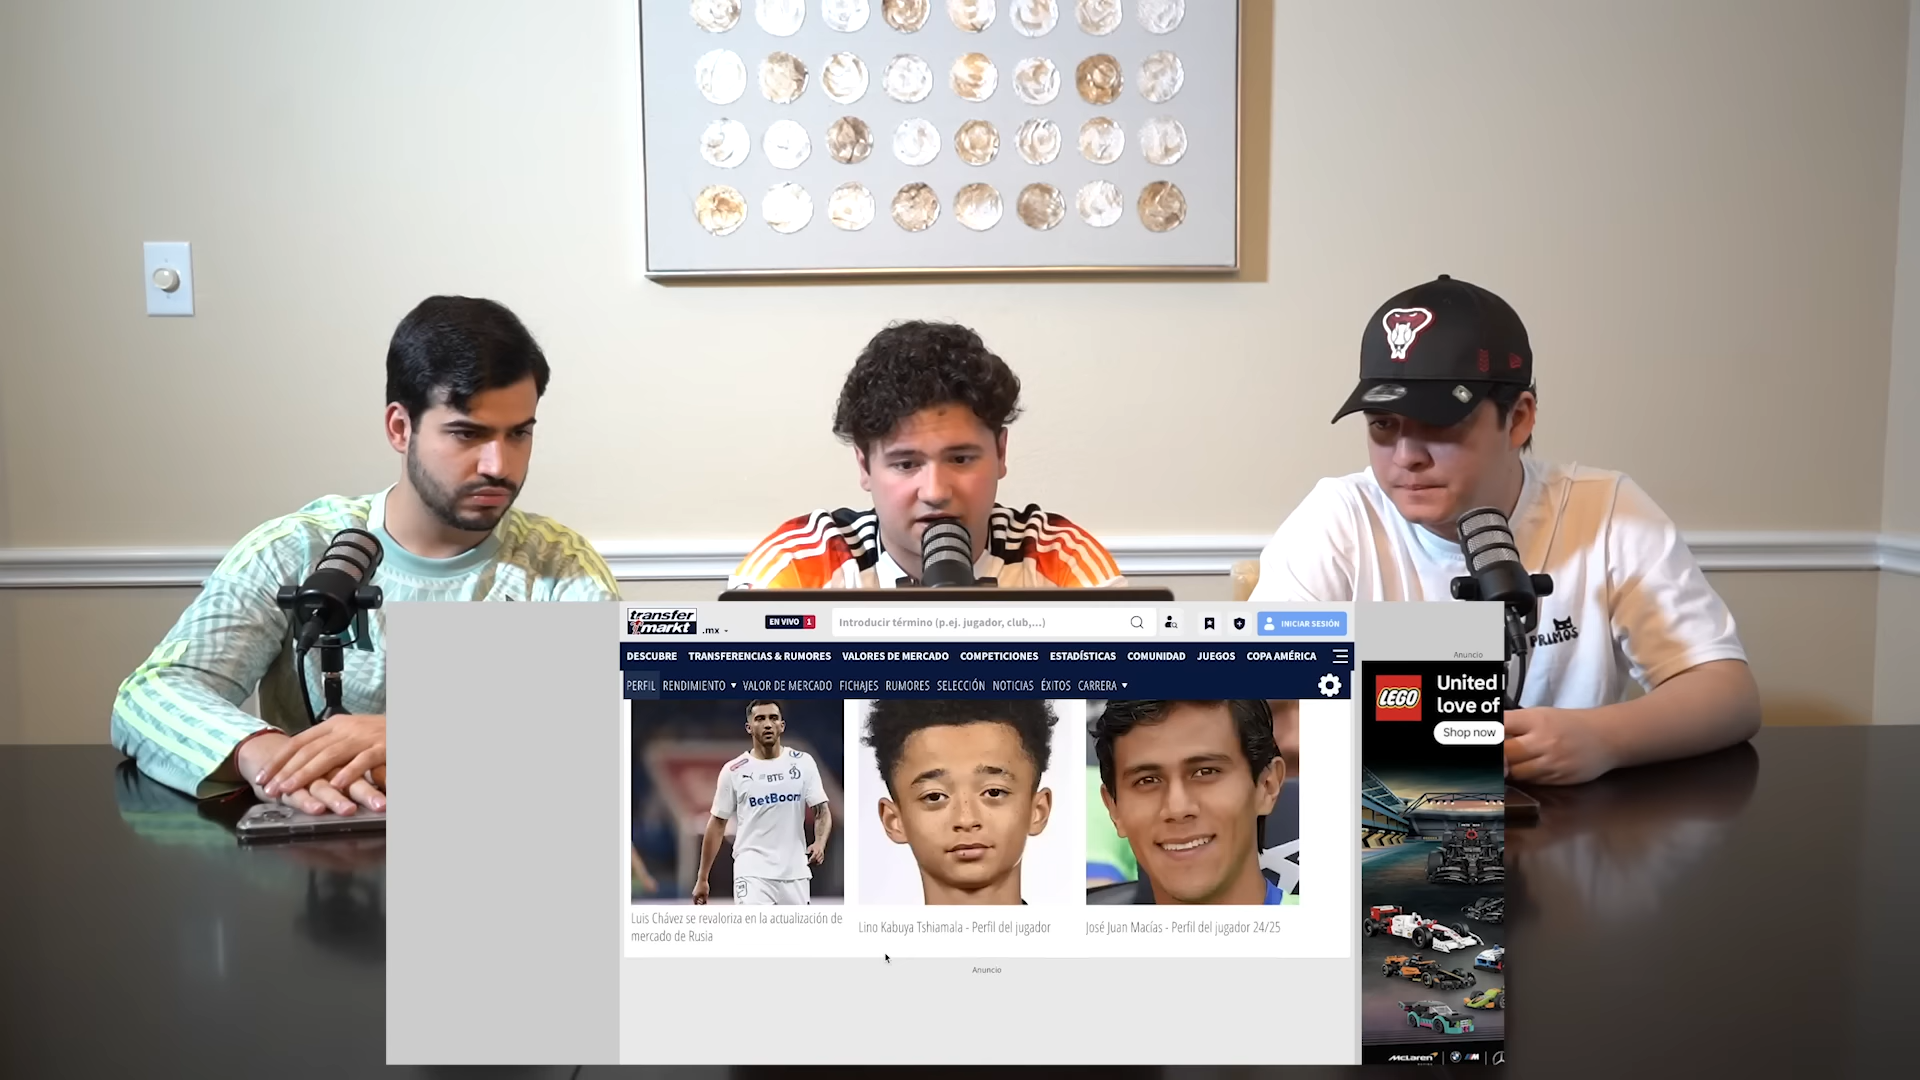 transfer
markt
.mx
EN VIVO 1
Introducir término (p.ej. jugador, club,...)
INICIAR SESIÓN
DESCUBRE TRANSFERENCIAS & RUMORES VALORES DE MERCADO COMPETICIONES ESTADÍSTICAS COMUNIDAD JUEGOS COPA AMÉRICA
PERFIL RENDIMIENTO VALOR DE MERCADO FICHAJES RUMORES SELECCIÓN NOTICIAS ÉXITOS CARRERA
Luis Chávez se revaloriza en la actualización de
mercado de Rusia
Lino Kabuya Tshiamala - Perfil del jugador
José Juan Macías - Perfil del jugador 24/25
Anuncio
Anuncio
LEGO
United
love of
Shop now
McLaren
ВТБ
BetBoom
PRIMOS